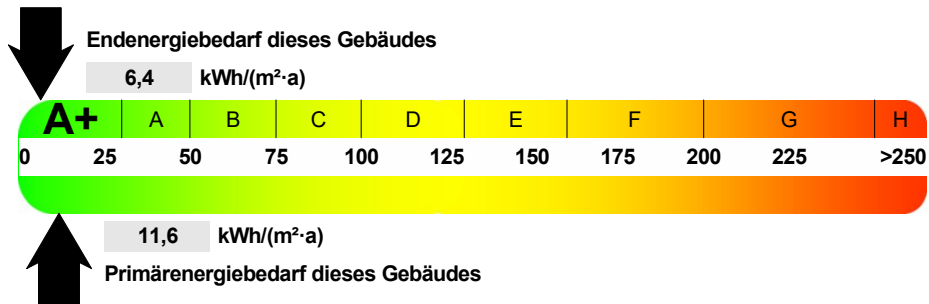 Endenergiebedarf dieses Gebäudes
6,4 kWh/(m²·a)
A+ A B C D E F G H
0 25 50 75 100 125 150 175 200 225 >250
11,6 kWh/(m²·a)
Primärenergiebedarf dieses Gebäudes